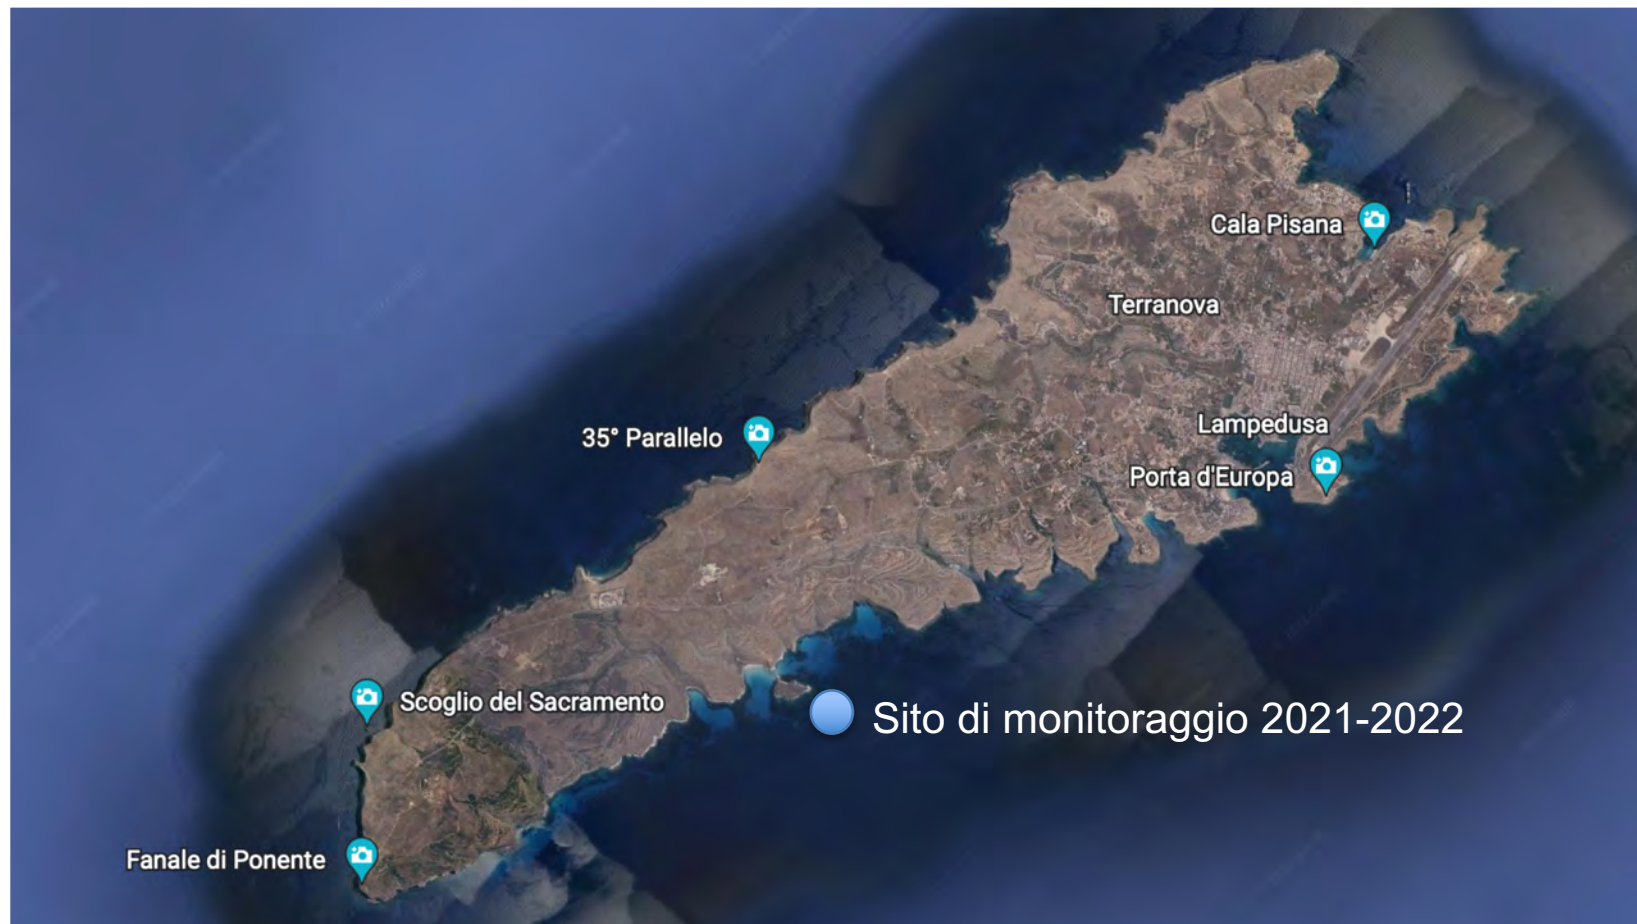 Cala Pisana
Terranova
Lampedusa
35° Parallelo
Porta d'Europa
Scoglio del Sacramento
Sito di monitoraggio 2021-2022
Fanale di Ponente